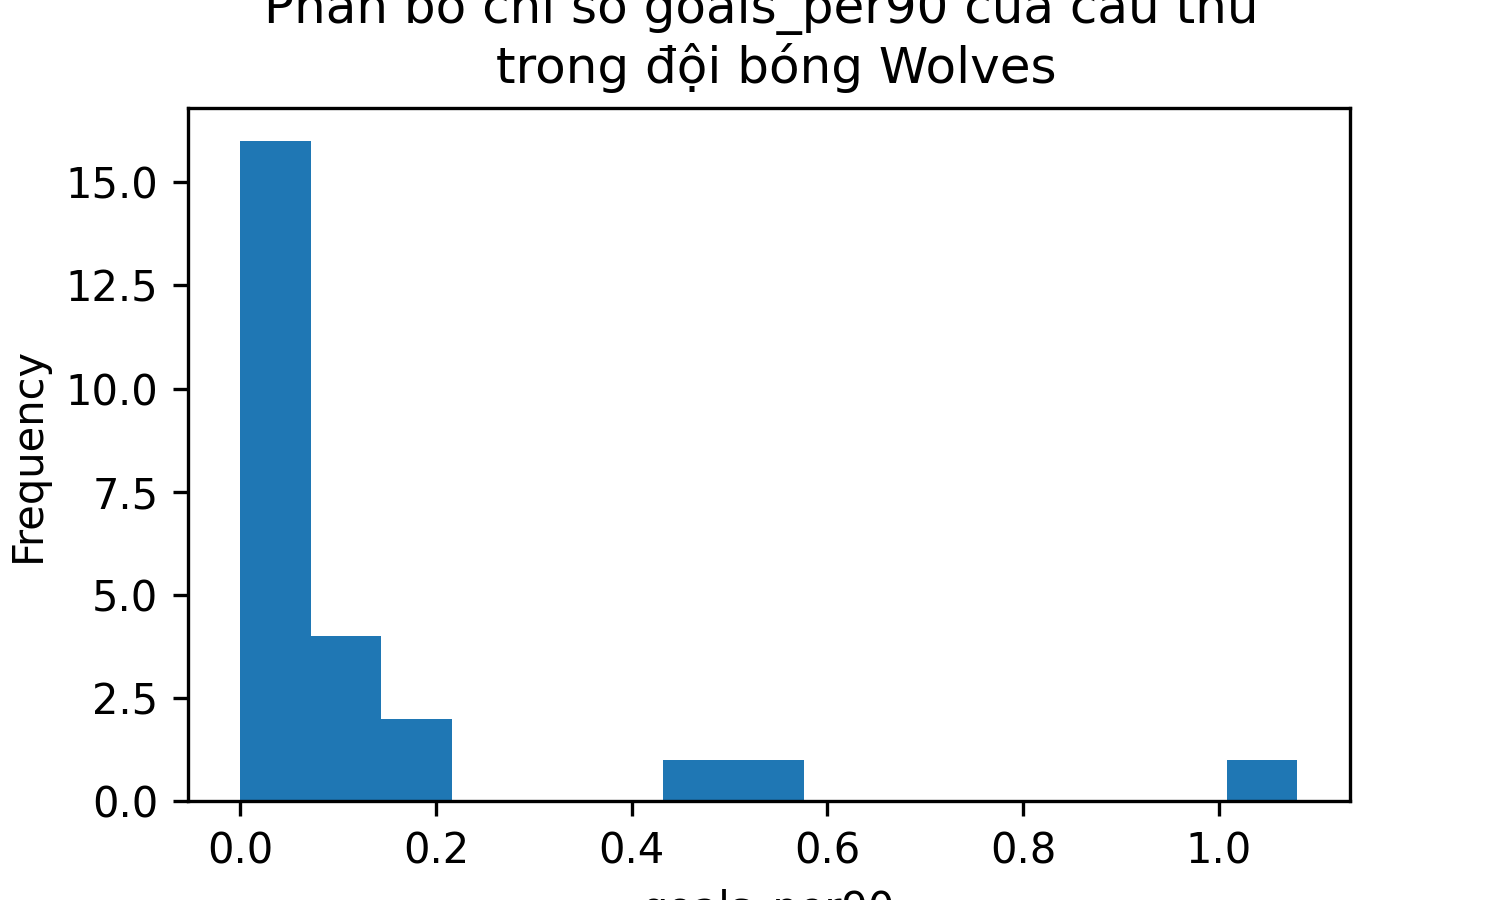 Phân bố chỉ số goals_per90 của cầu thủ
trong đội bóng Wolves
Frequency
15.0
12.5
10.0
7.5
5.0
2.5
0.0
0.0 0.2 0.4 0.6 0.8 1.0
goals_per90